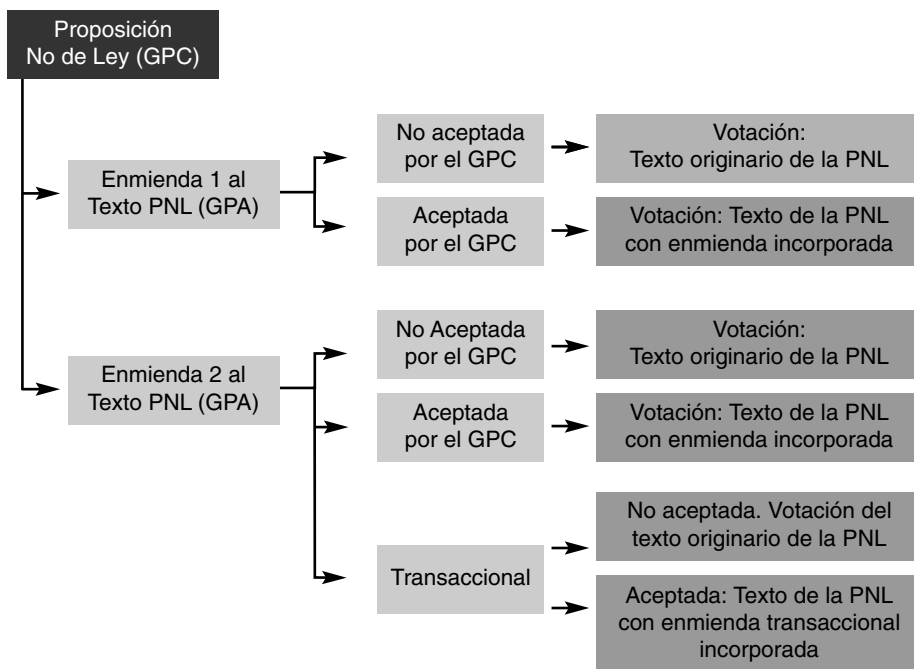 Proposición
No de Ley (GPC)
Enmienda 1 al
Texto PNL (GPA)
No aceptada
por el GPC
Votación:
Texto originario de la PNL
Aceptada
por el GPC
Votación: Texto de la PNL
con enmienda incorporada
Enmienda 2 al
Texto PNL (GPA)
No Aceptada
por el GPC
Votación:
Texto originario de la PNL
Aceptada
por el GPC
Votación: Texto de la PNL
con enmienda incorporada
Transaccional
No aceptada. Votación del
texto originario de la PNL
Aceptada: Texto de la PNL
con enmienda transaccional
incorporada